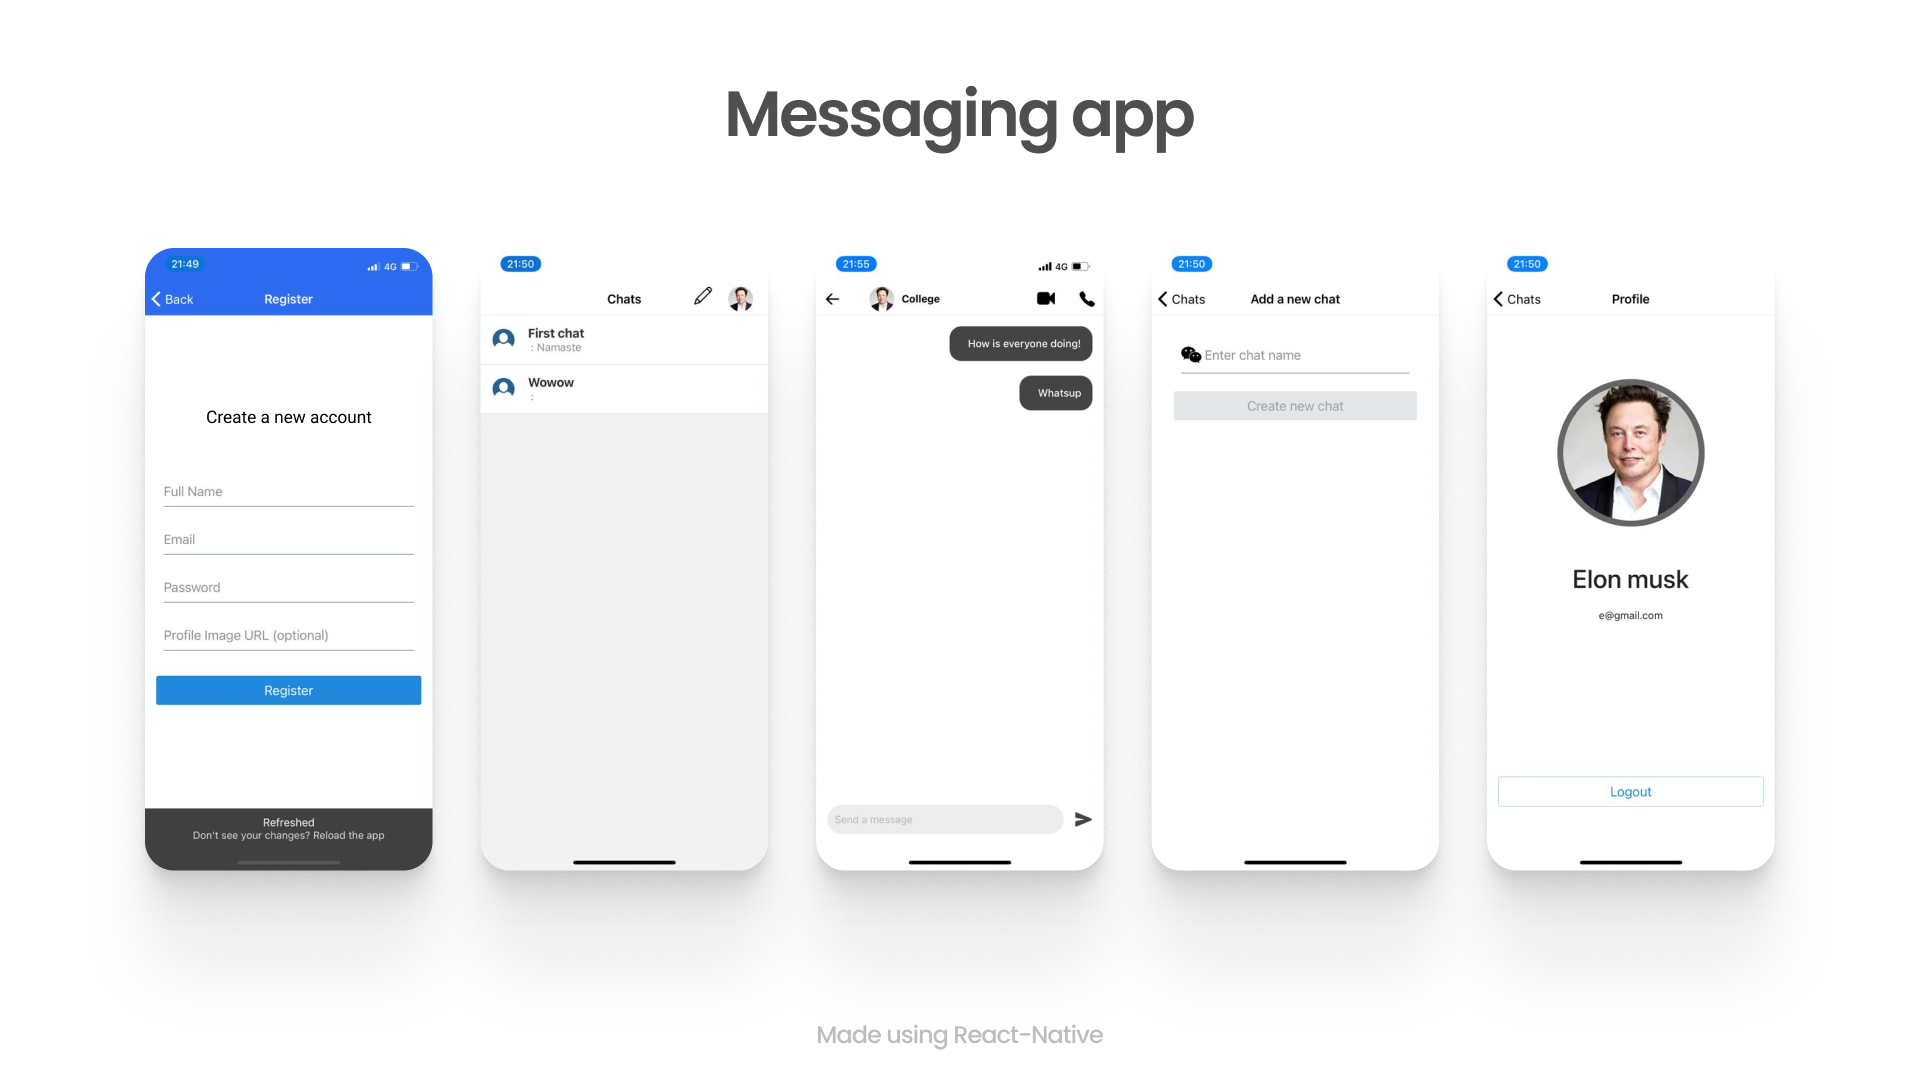 Messaging app
21:49
4G
Back
Register
Create a new account
Full Name
Email
Password
Profile Image URL (optional)
Register
Refreshed
Don't see your changes? Reload the app
21:50
Chats
First chat
: Namaste
Wowow
:
21:55
4G
College
How is everyone doing!
Whatsup
Send a message
21:50
Chats
Add a new chat
Enter chat name
Create new chat
21:50
Chats
Profile
Elon musk
e@gmail.com
Logout
Made using React-Native